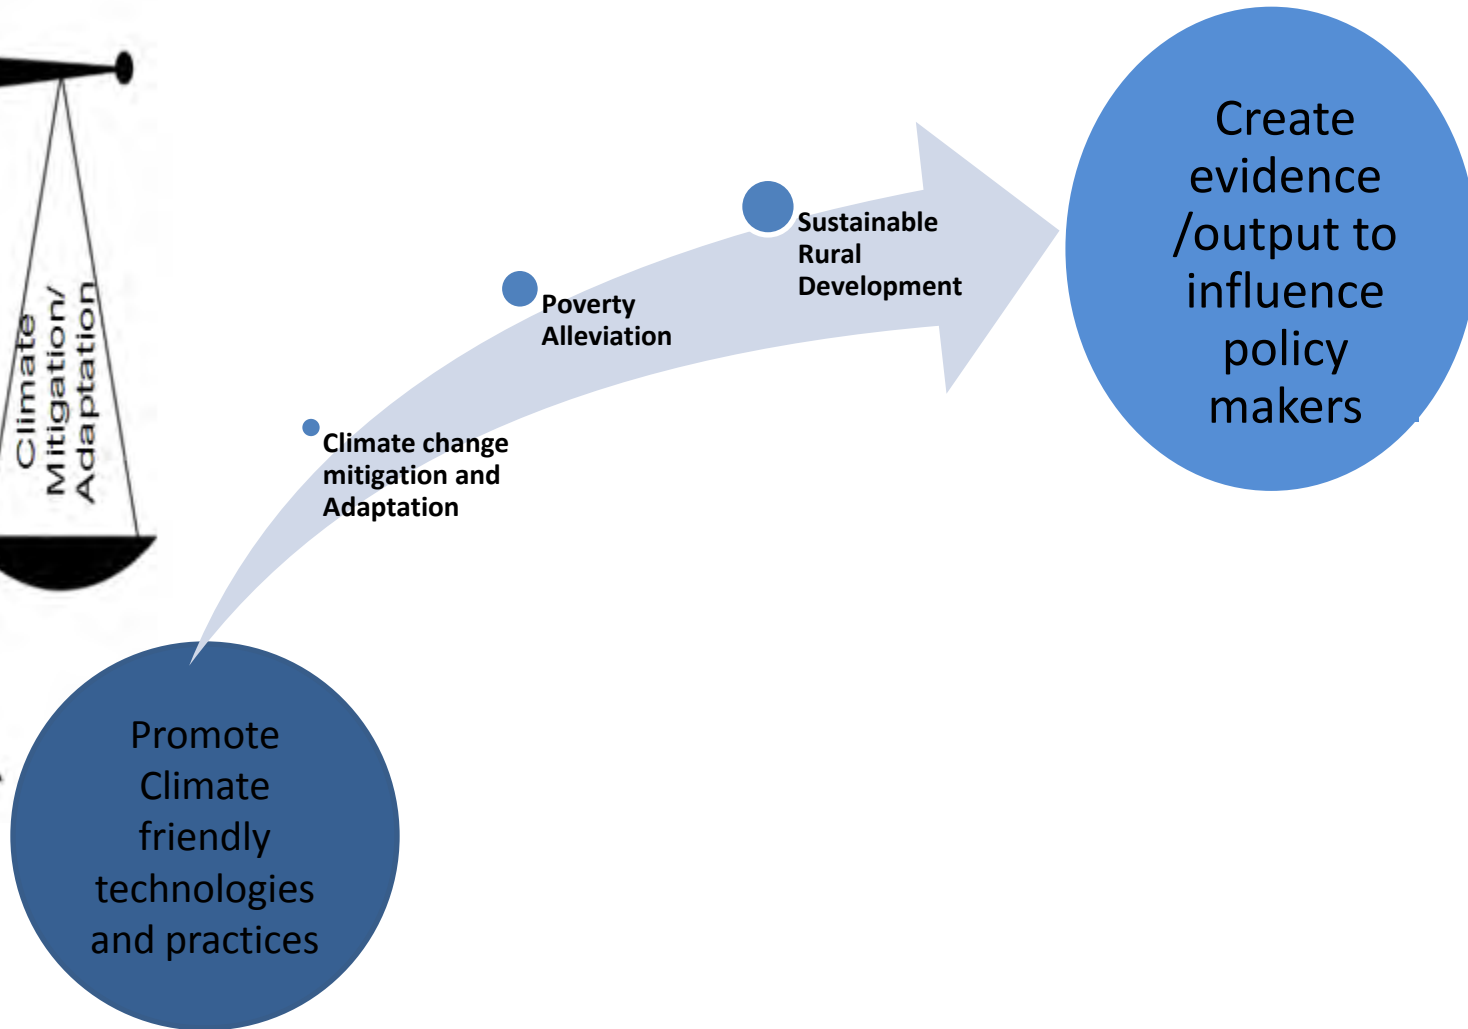 Climate
Mitigation/
Adaptation
Create
evidence
/output to
influence
policy
makers
Sustainable
Rural
Development
Poverty
Alleviation
Climate change
mitigation and
Adaptation
Promote
Climate
friendly
technologies
and practices